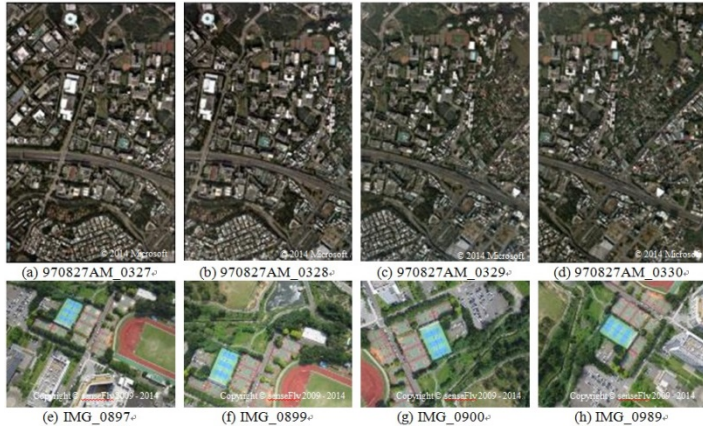 © 2014 Microsoft
© 2014 Microsoft
© 2014 Microsoft
© 2014 Microsoft
(a) 970827AM_0327
(b) 970827AM_0328
(c) 970827AM_0329
(d) 970827AM_0330
Copyright© senseFly 2009 - 2014
Copyright© senseFly 2009 - 2014
Copyright© senseFly 2009 - 2014
Copyright© senseFly 2009 - 2014
(e) IMG_0897
(f) IMG_0899
(g) IMG_0900
(h) IMG_0989